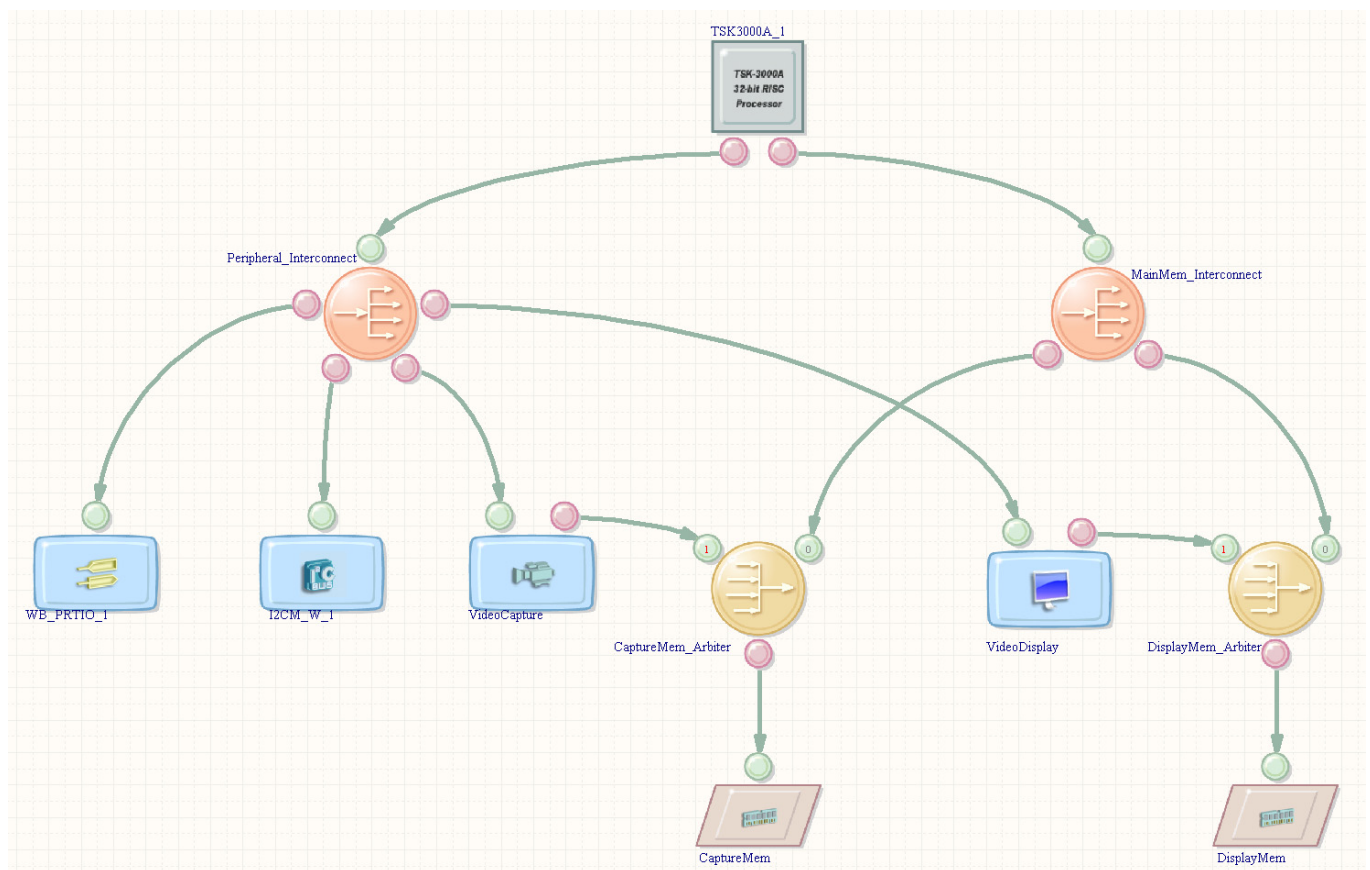 TSK3000A_1
TSK-3000A
32-bit RISC
Processor
Peripheral_Interconnect
MainMem_Interconnect
1
0
1
0
WB_PRTIO_1
I2CM_W_1
VideoCapture
CaptureMem_Arbiter
VideoDisplay
DisplayMem_Arbiter
CaptureMem
DisplayMem